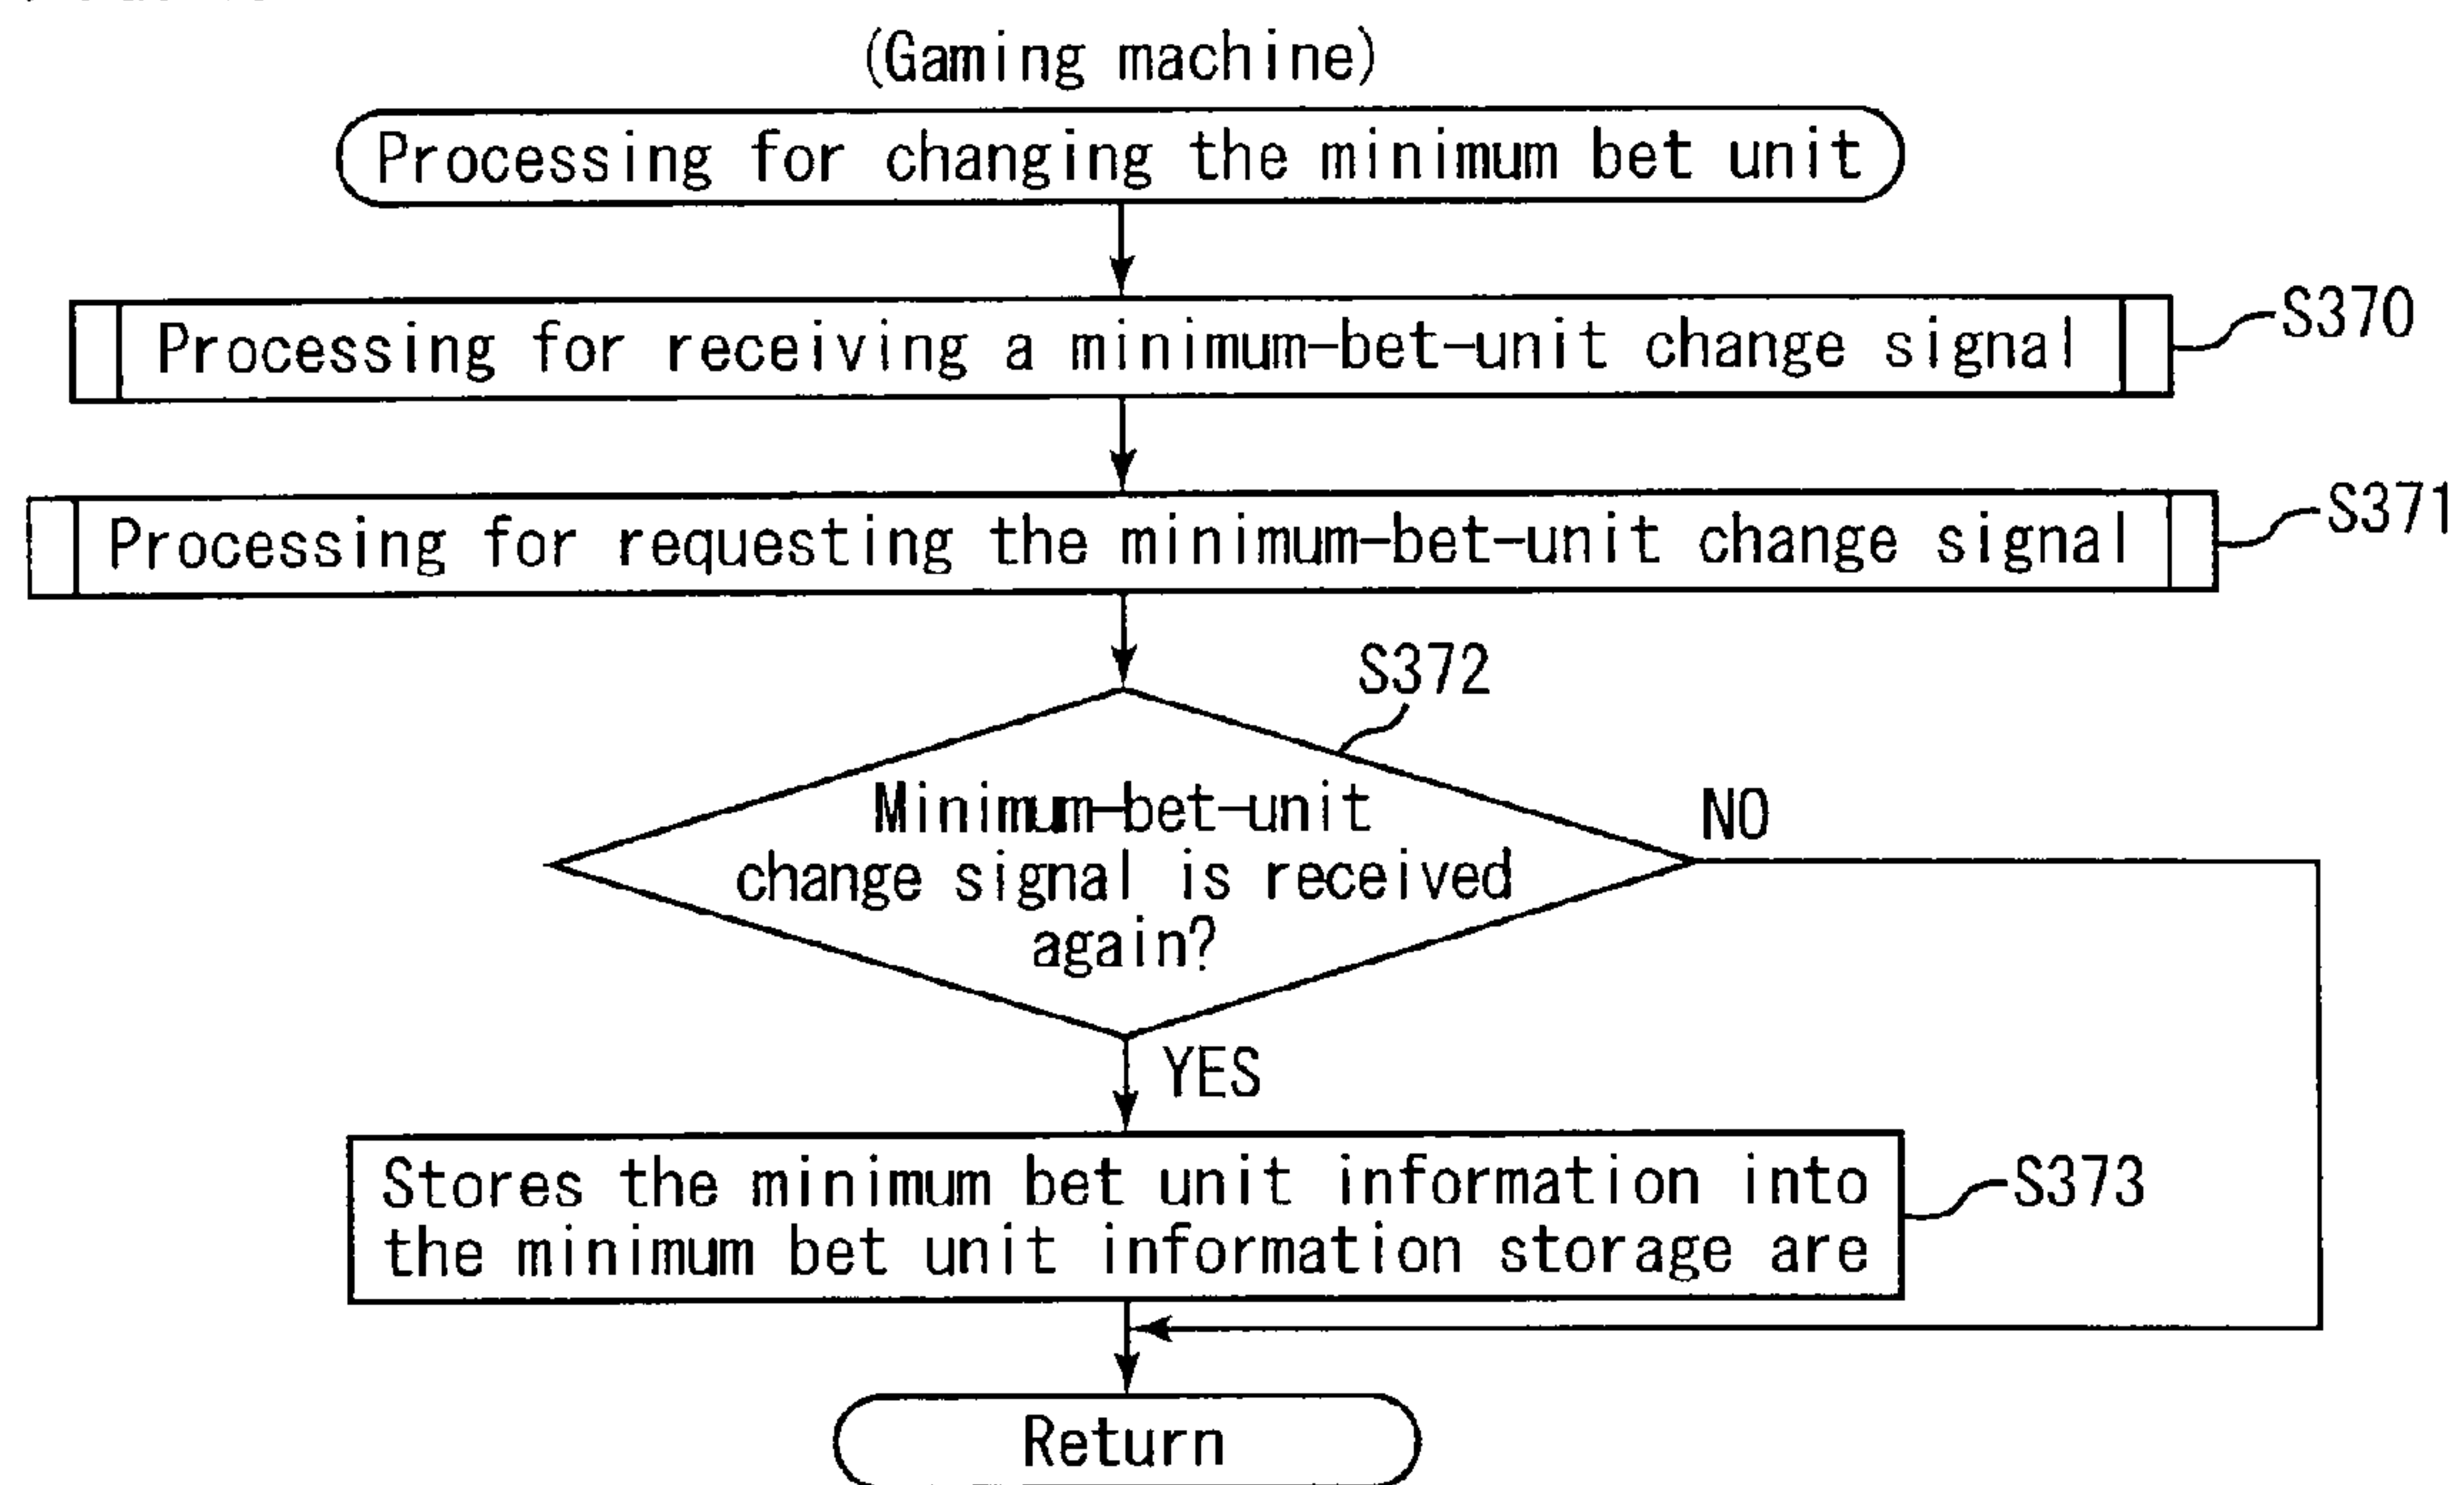 (Gaming machine)
Processing for changing the minimum bet unit
Processing for receiving a minimum-bet-unit change signal
S370
Processing for requesting the minimum-bet-unit change signal
S371
S372
Minimum-bet-unit
change signal is received
again?
NO
YES
Stores the minimum bet unit information into
the minimum bet unit information storage are
S373
Return